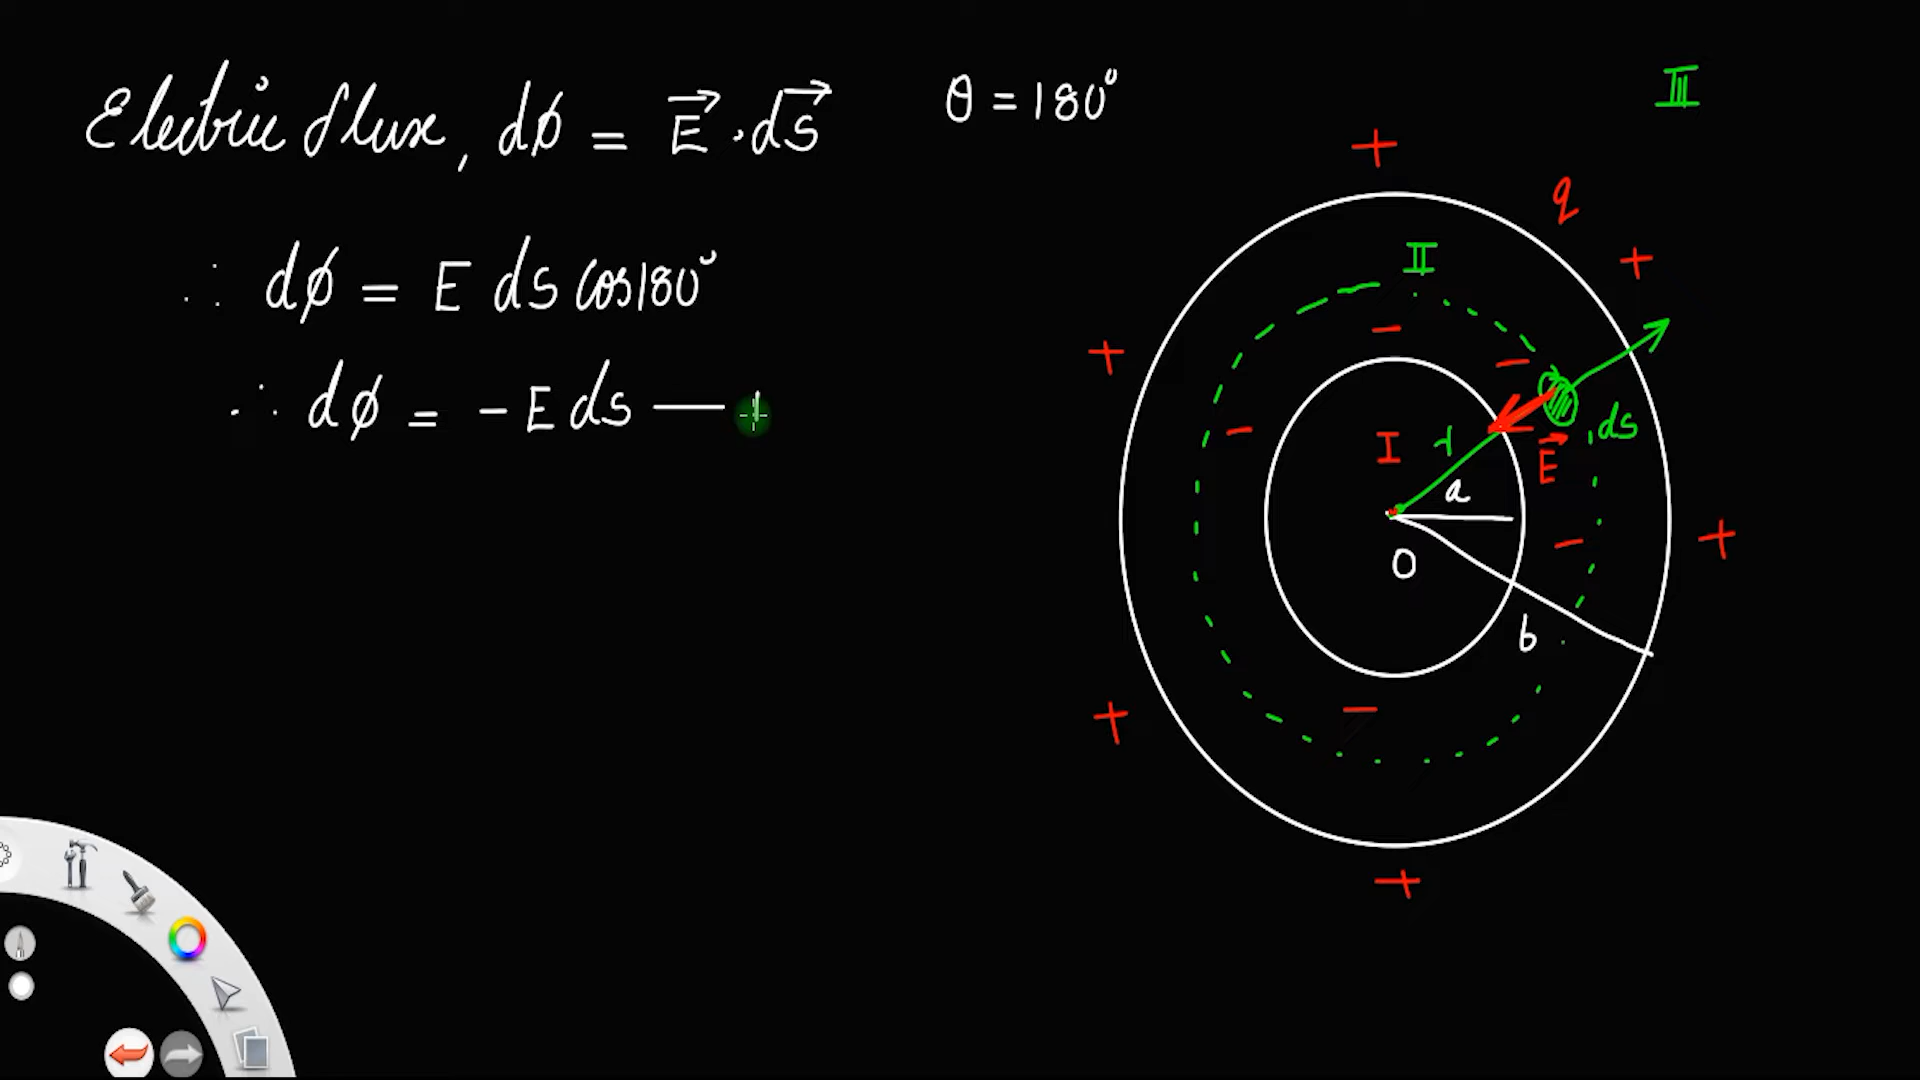 Electric flux, dϕ = E⃗ · dS⃗
θ = 180°
∴ dϕ = E ds cos180°
∴ dϕ = - E ds — 1
III
+
q
II
+
-
+
-
-
ds
I
r
E⃗
a
-
+
O
b
-
+
+